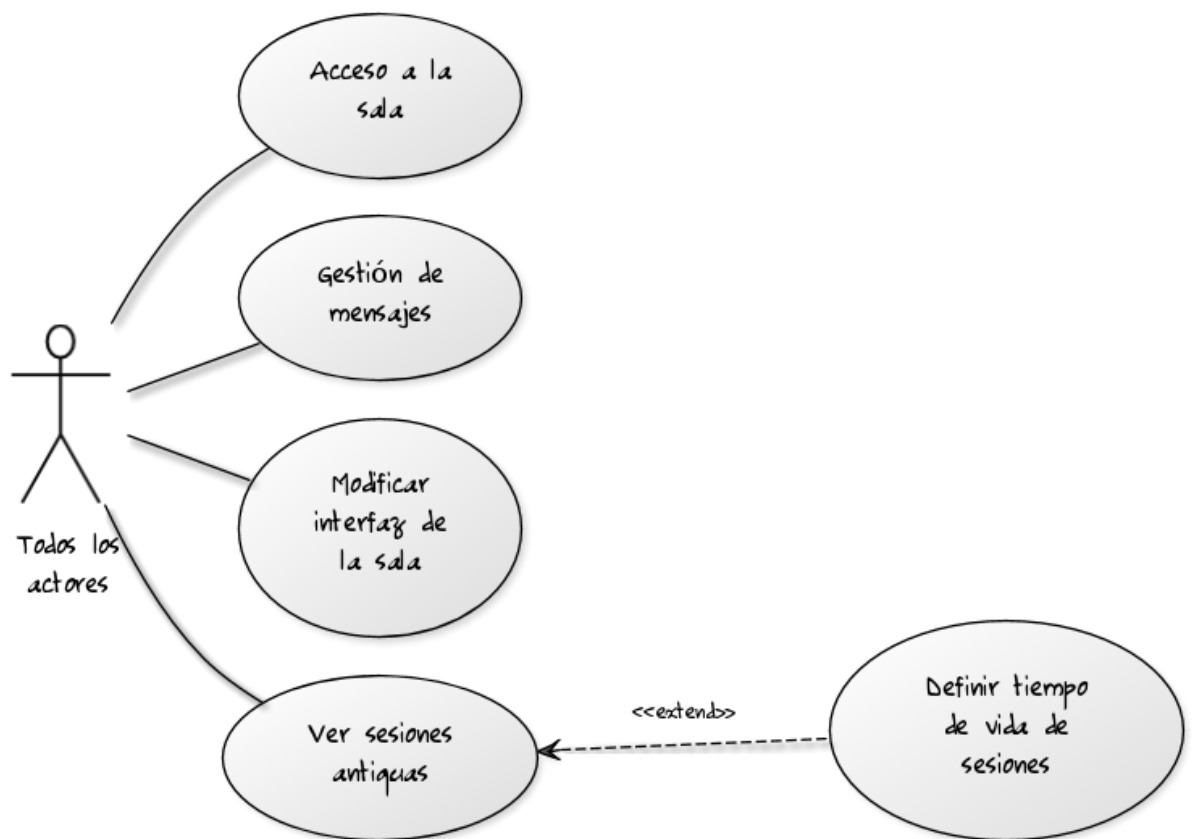 Acceso a la
sala
Gestión de
mensajes
Modificar
interfaz de
la sala
Todos los
actores
Ver sesiones
antiguas
<<extend>>
Definir tiempo
de vida de
sesiones